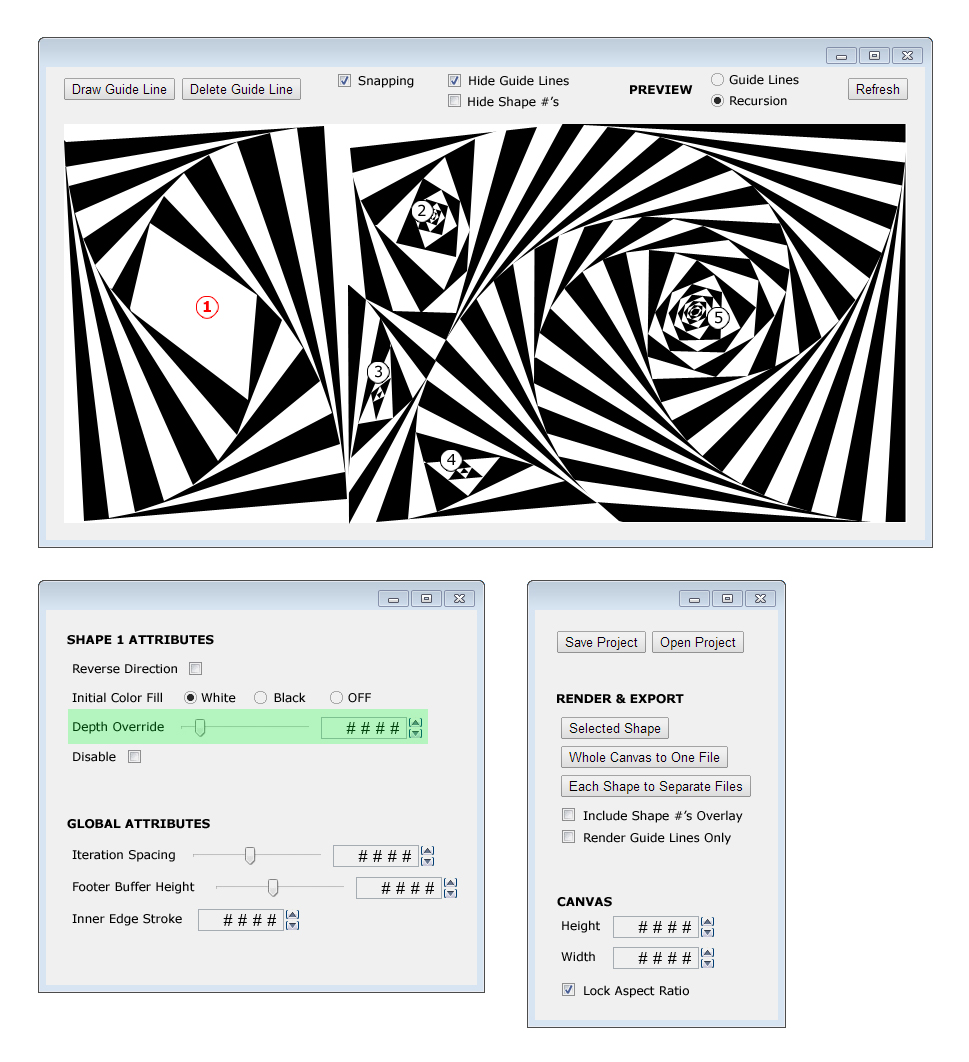 Draw Guide Line Delete Guide Line Snapping Hide Guide Lines PREVIEW Guide Lines Refresh
Hide Shape #'s Recursion
2
5
1
3
4
SHAPE 1 ATTRIBUTES
Reverse Direction
Initial Color Fill White Black OFF
Depth Override ####
Disable
GLOBAL ATTRIBUTES
Iteration Spacing ####
Footer Buffer Height ####
Inner Edge Stroke ####
Save Project Open Project
RENDER & EXPORT
Selected Shape
Whole Canvas to One File
Each Shape to Separate Files
Include Shape #'s Overlay
Render Guide Lines Only
CANVAS
Height ####
Width ####
Lock Aspect Ratio